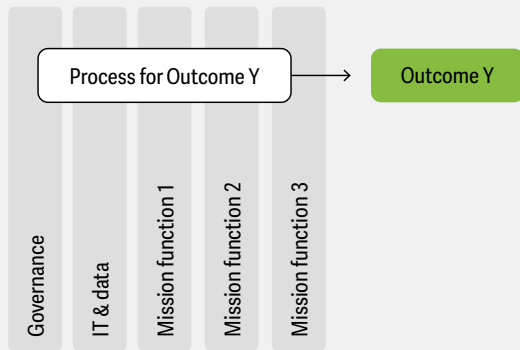 Process for Outcome Y
Outcome Y
Governance
IT & data
Mission function 1
Mission function 2
Mission function 3